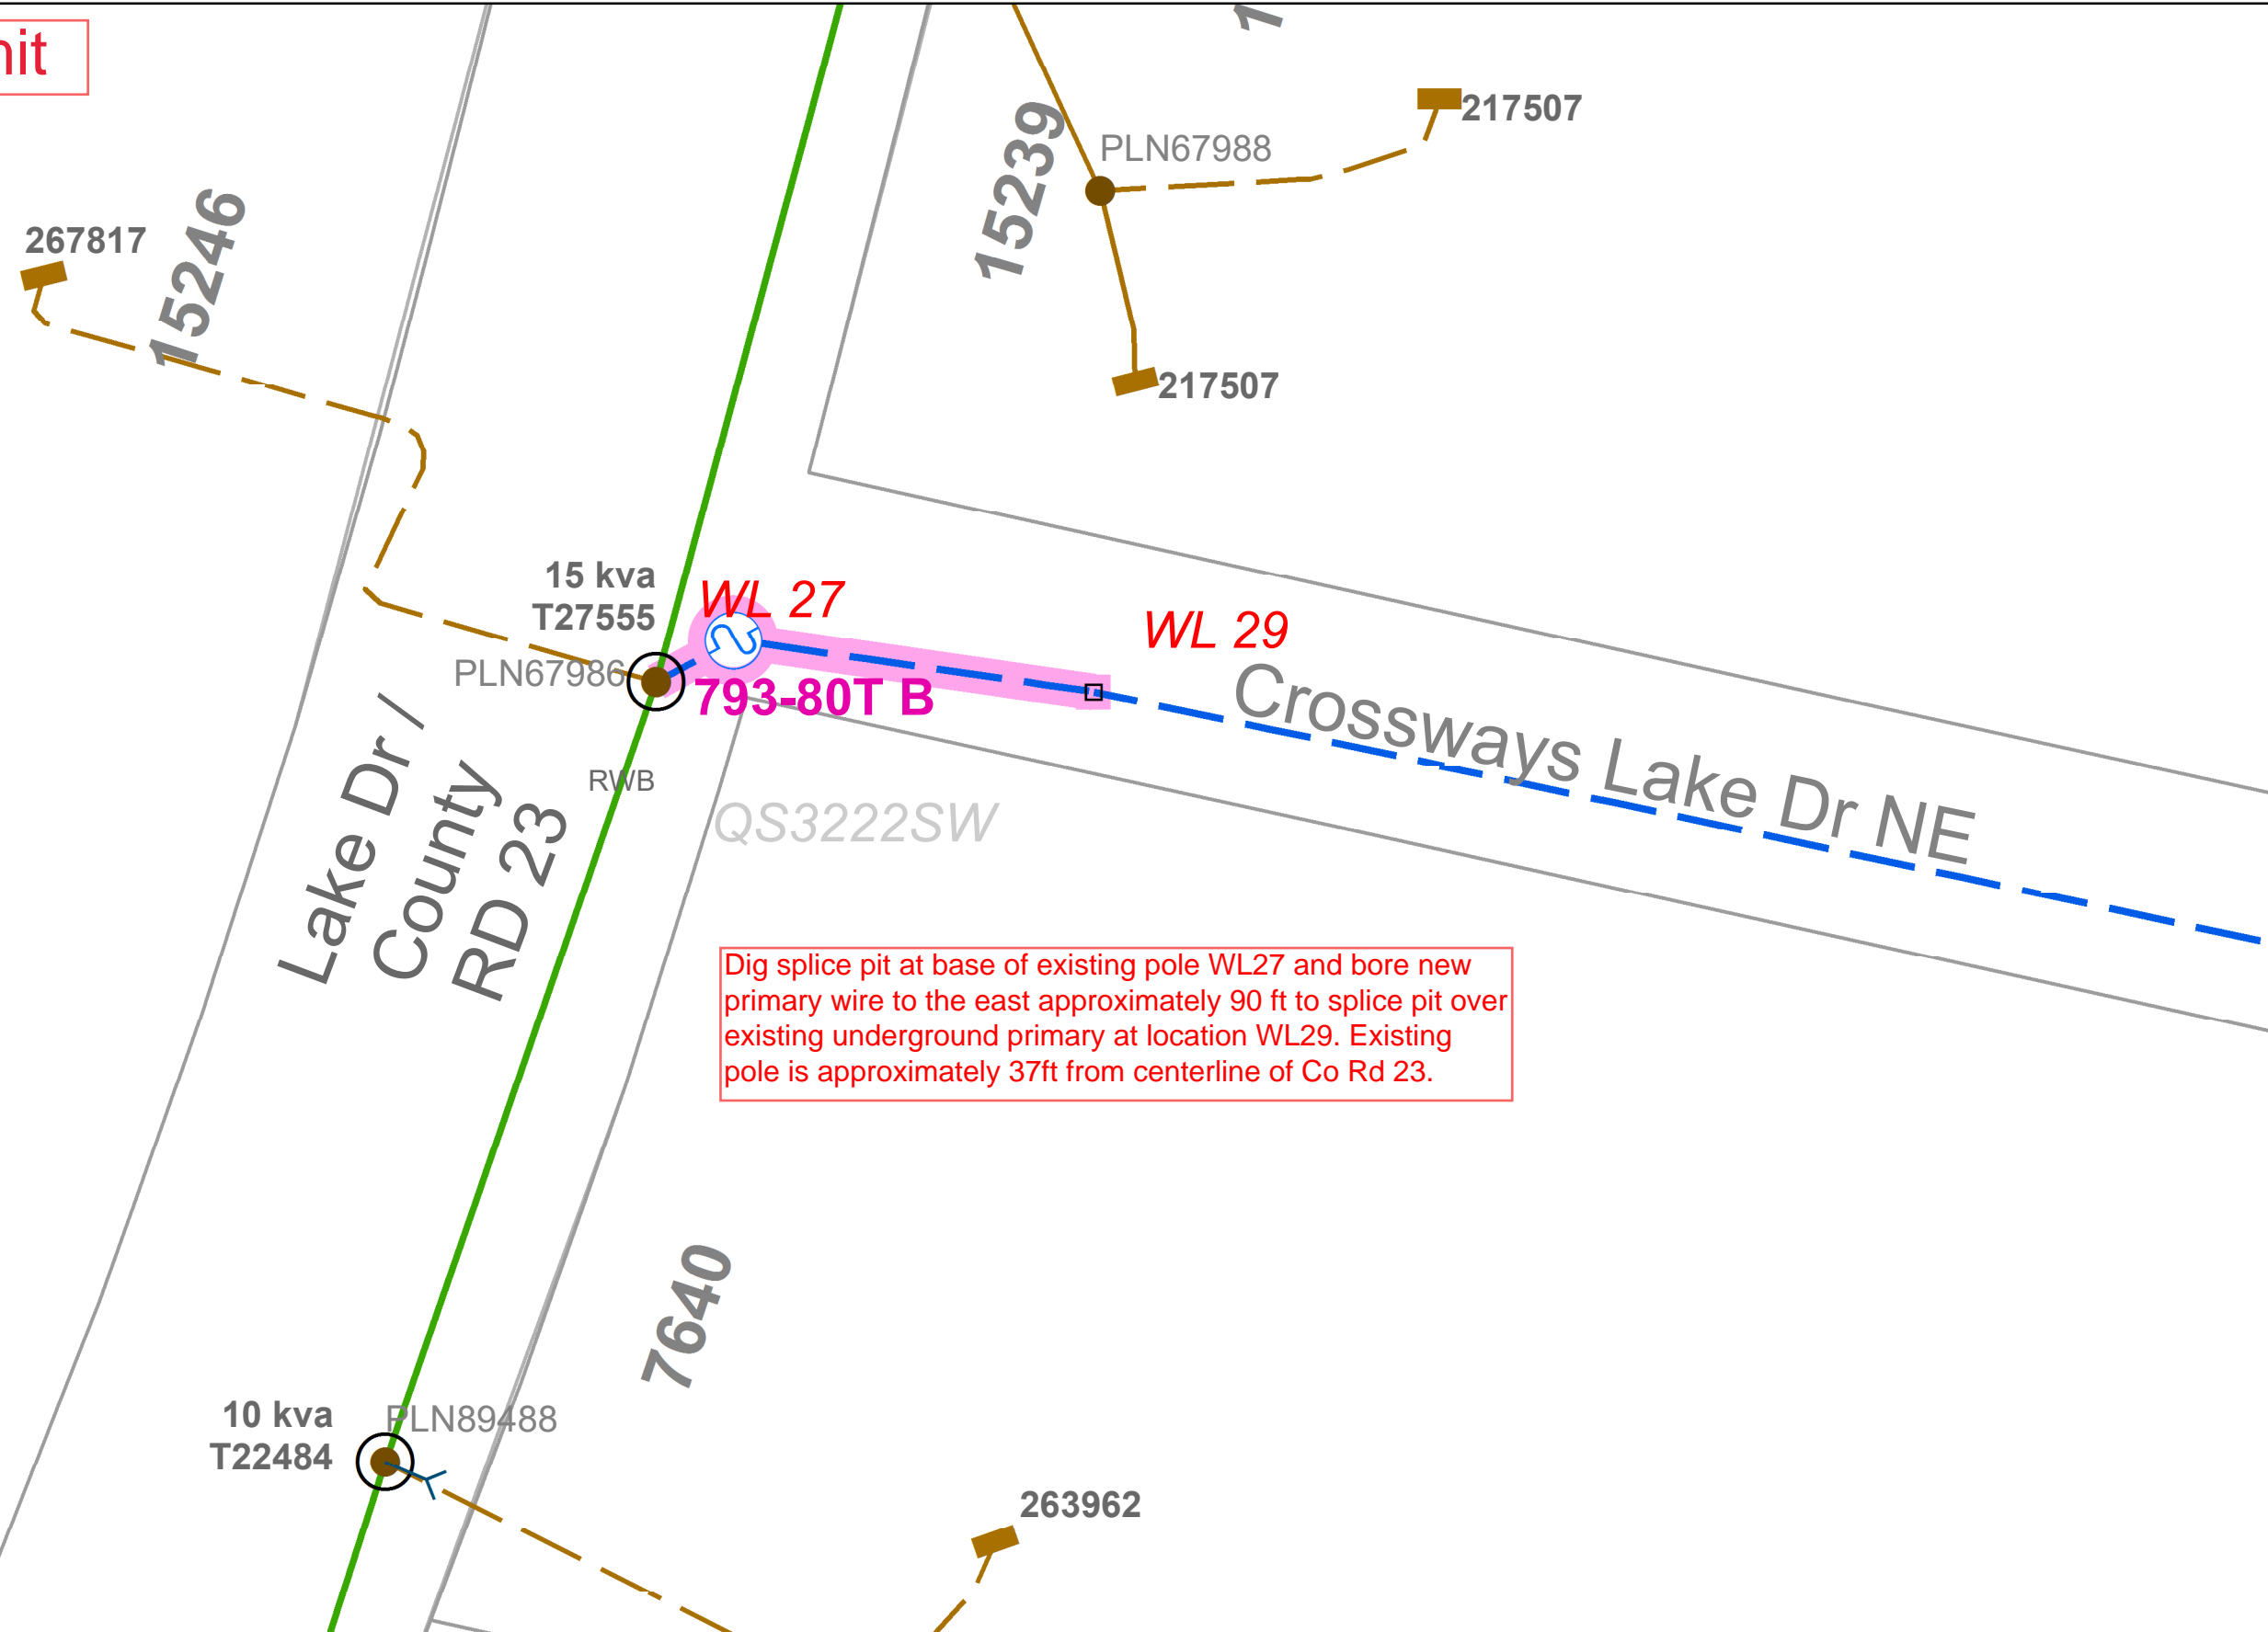 217507
PLN67988
15239
15246
267817
217507
15 kva
T27555
WL 27
WL 29
PLN67986
793-80T B
Crossways Lake Dr NE
Lake Dr /
County
RD 23
RWB
QS3222SW
Dig splice pit at base of existing pole WL27 and bore new
primary wire to the east approximately 90 ft to splice pit over
existing underground primary at location WL29. Existing
pole is approximately 37ft from centerline of Co Rd 23.
7640
10 kva
T22484
PLN89488
263962